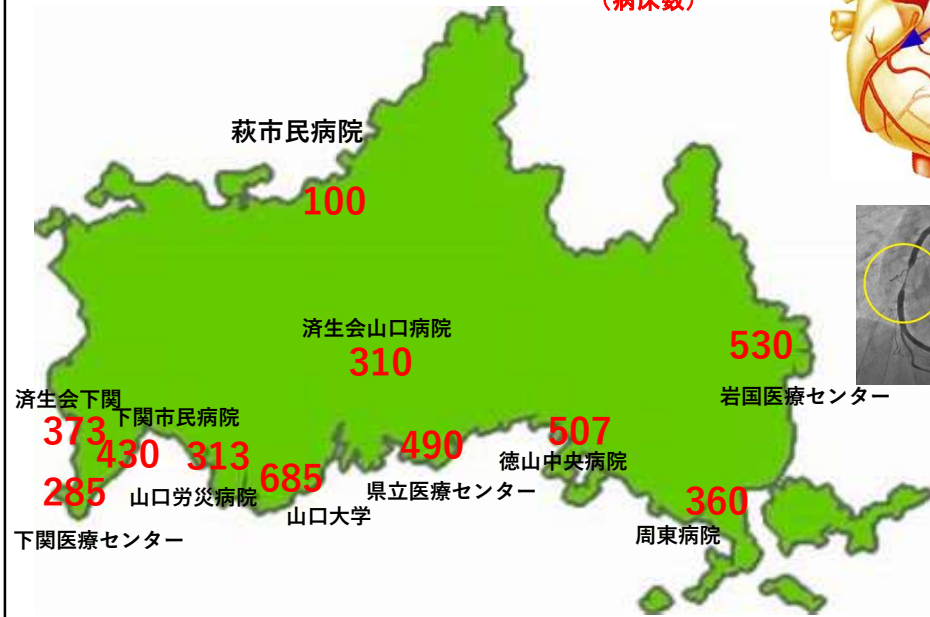 （病床数）
萩市民病院
100
済生会山口病院
310
530
岩国医療センター
済生会下関
373
下関市民病院
430
313
山口労災病院
285
下関医療センター
685
山口大学
490
県立医療センター
507
徳山中央病院
360
周東病院